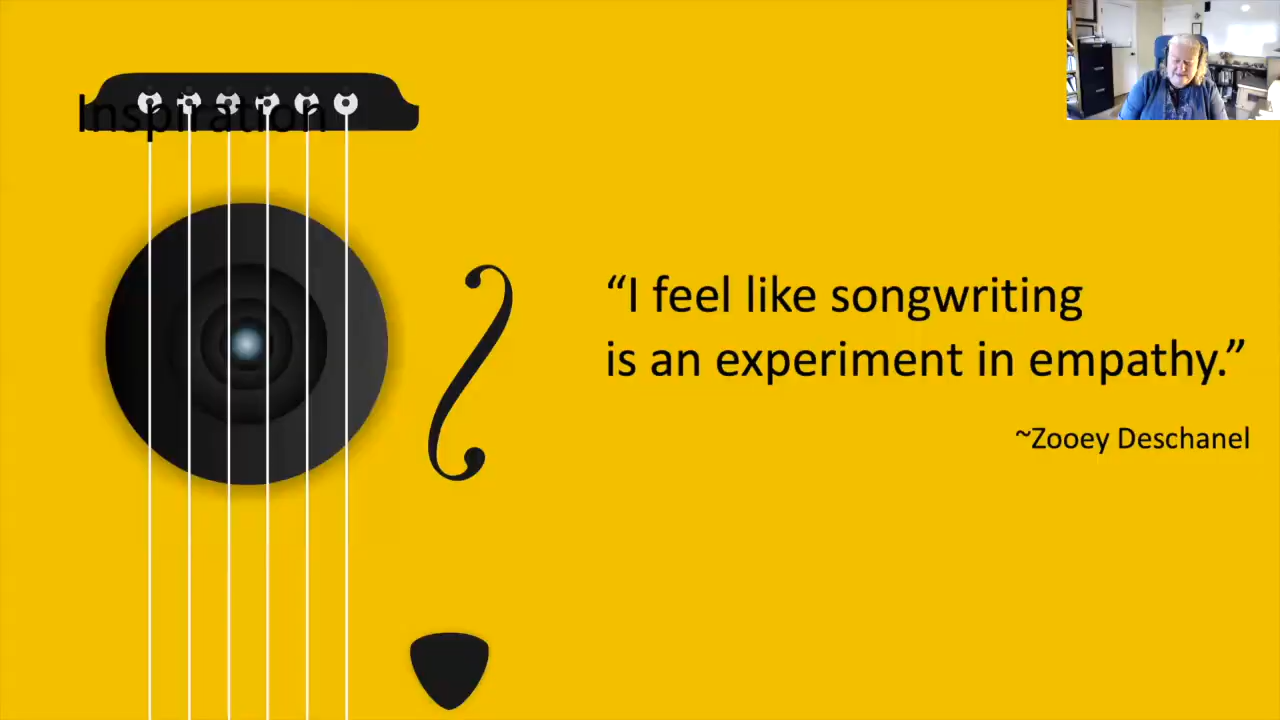 Inspiration
“I feel like songwriting
is an experiment in empathy.”
~Zooey Deschanel